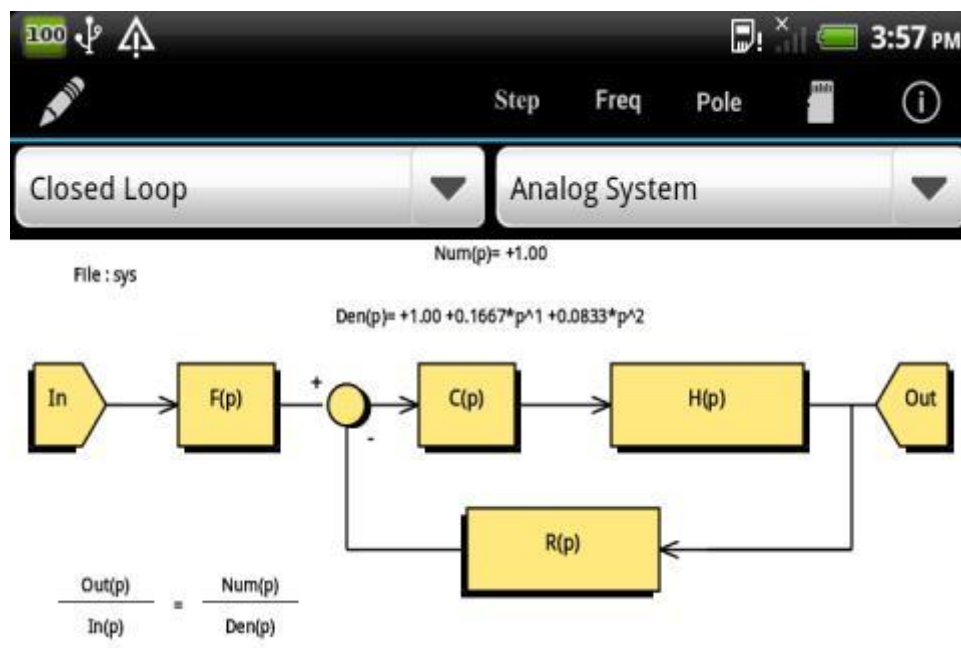 100 3:57 PM
Step Freq Pole
Closed Loop Analog System
Num(p)= +1.00
File : sys
Den(p)= +1.00 +0.1667*p^1 +0.0833*p^2
In F(p) + C(p) H(p) Out
-
R(p)
Out(p) = Num(p)
In(p) Den(p)